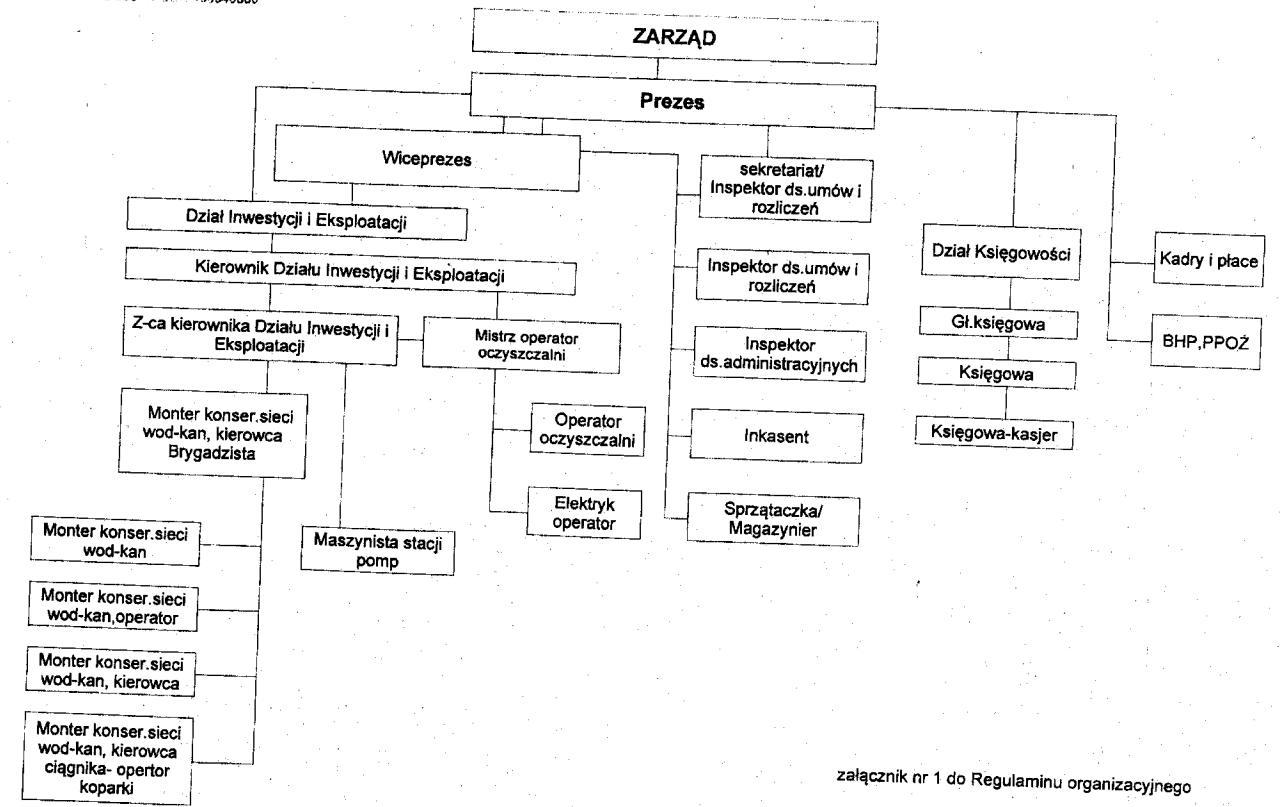 ZARZĄD
Prezes
Wiceprezes
sekretariat/
Inspektor ds.umów i
rozliczeń
Dział Inwestycji i Eksploatacji
Kierownik Działu Inwestycji i Eksploatacji
Z-ca kierownika Działu Inwestycji i
Eksploatacji
Mistrz operator
oczyszczalni
Inspektor ds.umów i
rozliczeń
Dział Księgowości
Kadry i płace
Gł.księgowa
BHP,PPOŻ
Inspektor
ds.administracyjnych
Księgowa
Księgowa-kasjer
Monter konser.sieci
wod-kan, kierowca
Brygadzista
Operator
oczyszczalni
Inkasent
Elektryk
operator
Sprzątaczka/
Magazynier
Monter konser.sieci
wod-kan
Maszynista stacji
pomp
Monter konser.sieci
wod-kan,operator
Monter konser.sieci
wod-kan, kierowca
Monter konser.sieci
wod-kan, kierowca
ciągnika- opertor
koparki
załącznik nr 1 do Regulaminu organizacyjnego